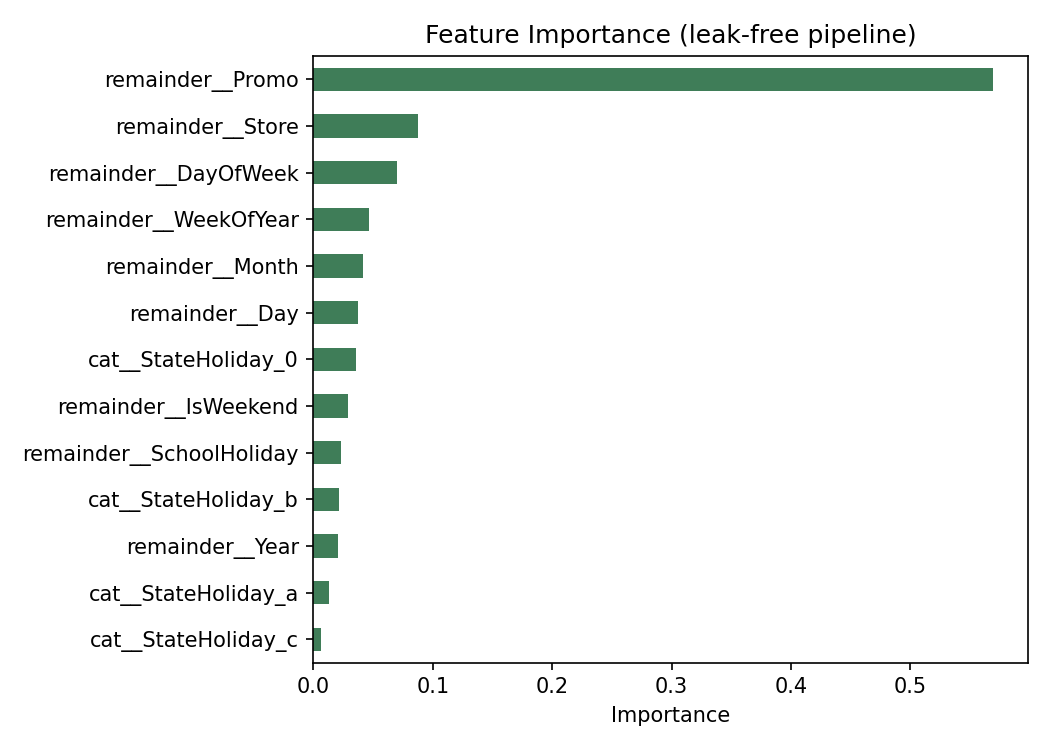 Feature Importance (leak-free pipeline)
remainder__Promo
remainder__Store
remainder__DayOfWeek
remainder__WeekOfYear
remainder__Month
remainder__Day
cat__StateHoliday_0
remainder__IsWeekend
remainder__SchoolHoliday
cat__StateHoliday_b
remainder__Year
cat__StateHoliday_a
cat__StateHoliday_c
0.0 0.1 0.2 0.3 0.4 0.5
Importance